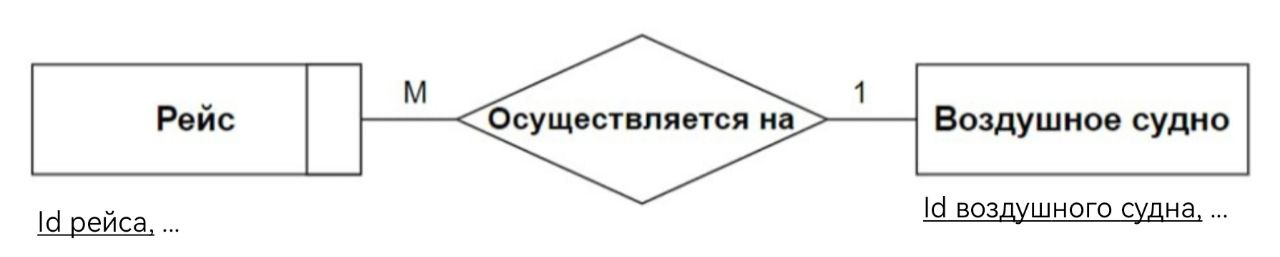 М
1
Рейс
Осуществляется на
Воздушное судно
Id рейса, ...
Id воздушного судна, ...